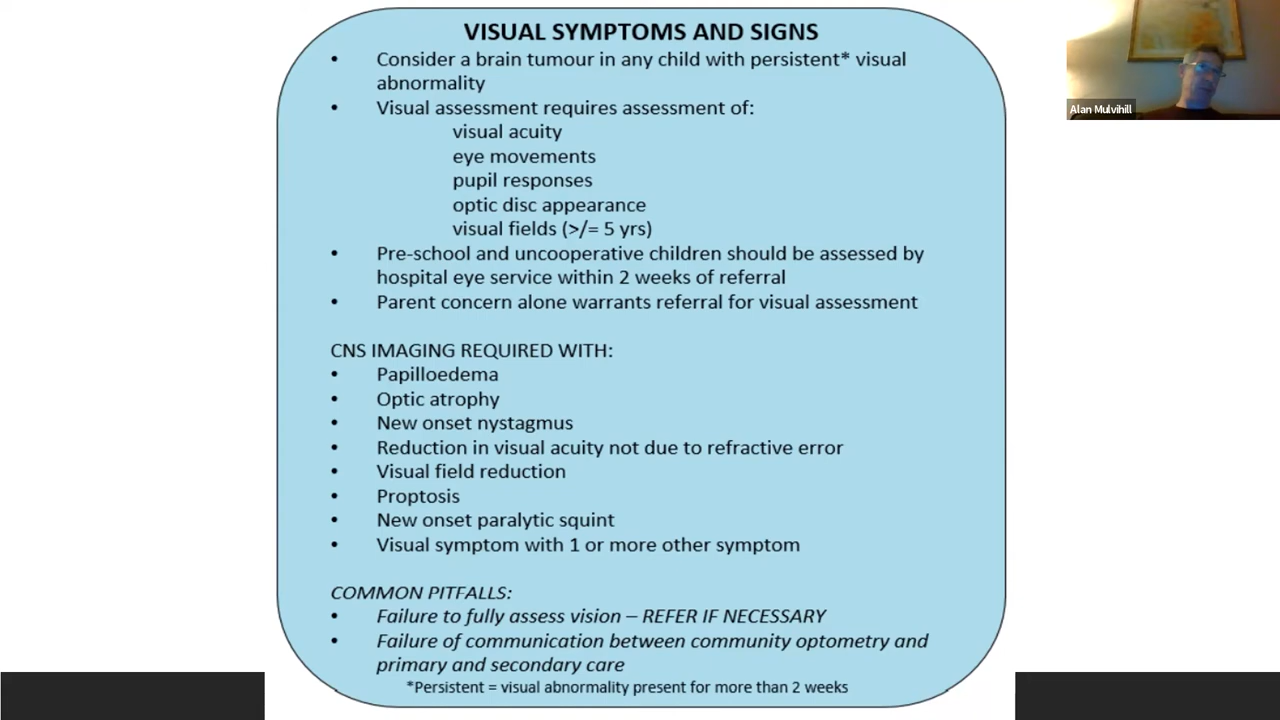 VISUAL SYMPTOMS AND SIGNS
• Consider a brain tumour in any child with persistent* visual
abnormality
• Visual assessment requires assessment of:
visual acuity
eye movements
pupil responses
optic disc appearance
visual fields (>/= 5 yrs)
• Pre-school and uncooperative children should be assessed by
hospital eye service within 2 weeks of referral
• Parent concern alone warrants referral for visual assessment
CNS IMAGING REQUIRED WITH:
• Papilloedema
• Optic atrophy
• New onset nystagmus
• Reduction in visual acuity not due to refractive error
• Visual field reduction
• Proptosis
• New onset paralytic squint
• Visual symptom with 1 or more other symptom
COMMON PITFALLS:
• Failure to fully assess vision – REFER IF NECESSARY
• Failure of communication between community optometry and
primary and secondary care
*Persistent = visual abnormality present for more than 2 weeks
Alan Mulvihill